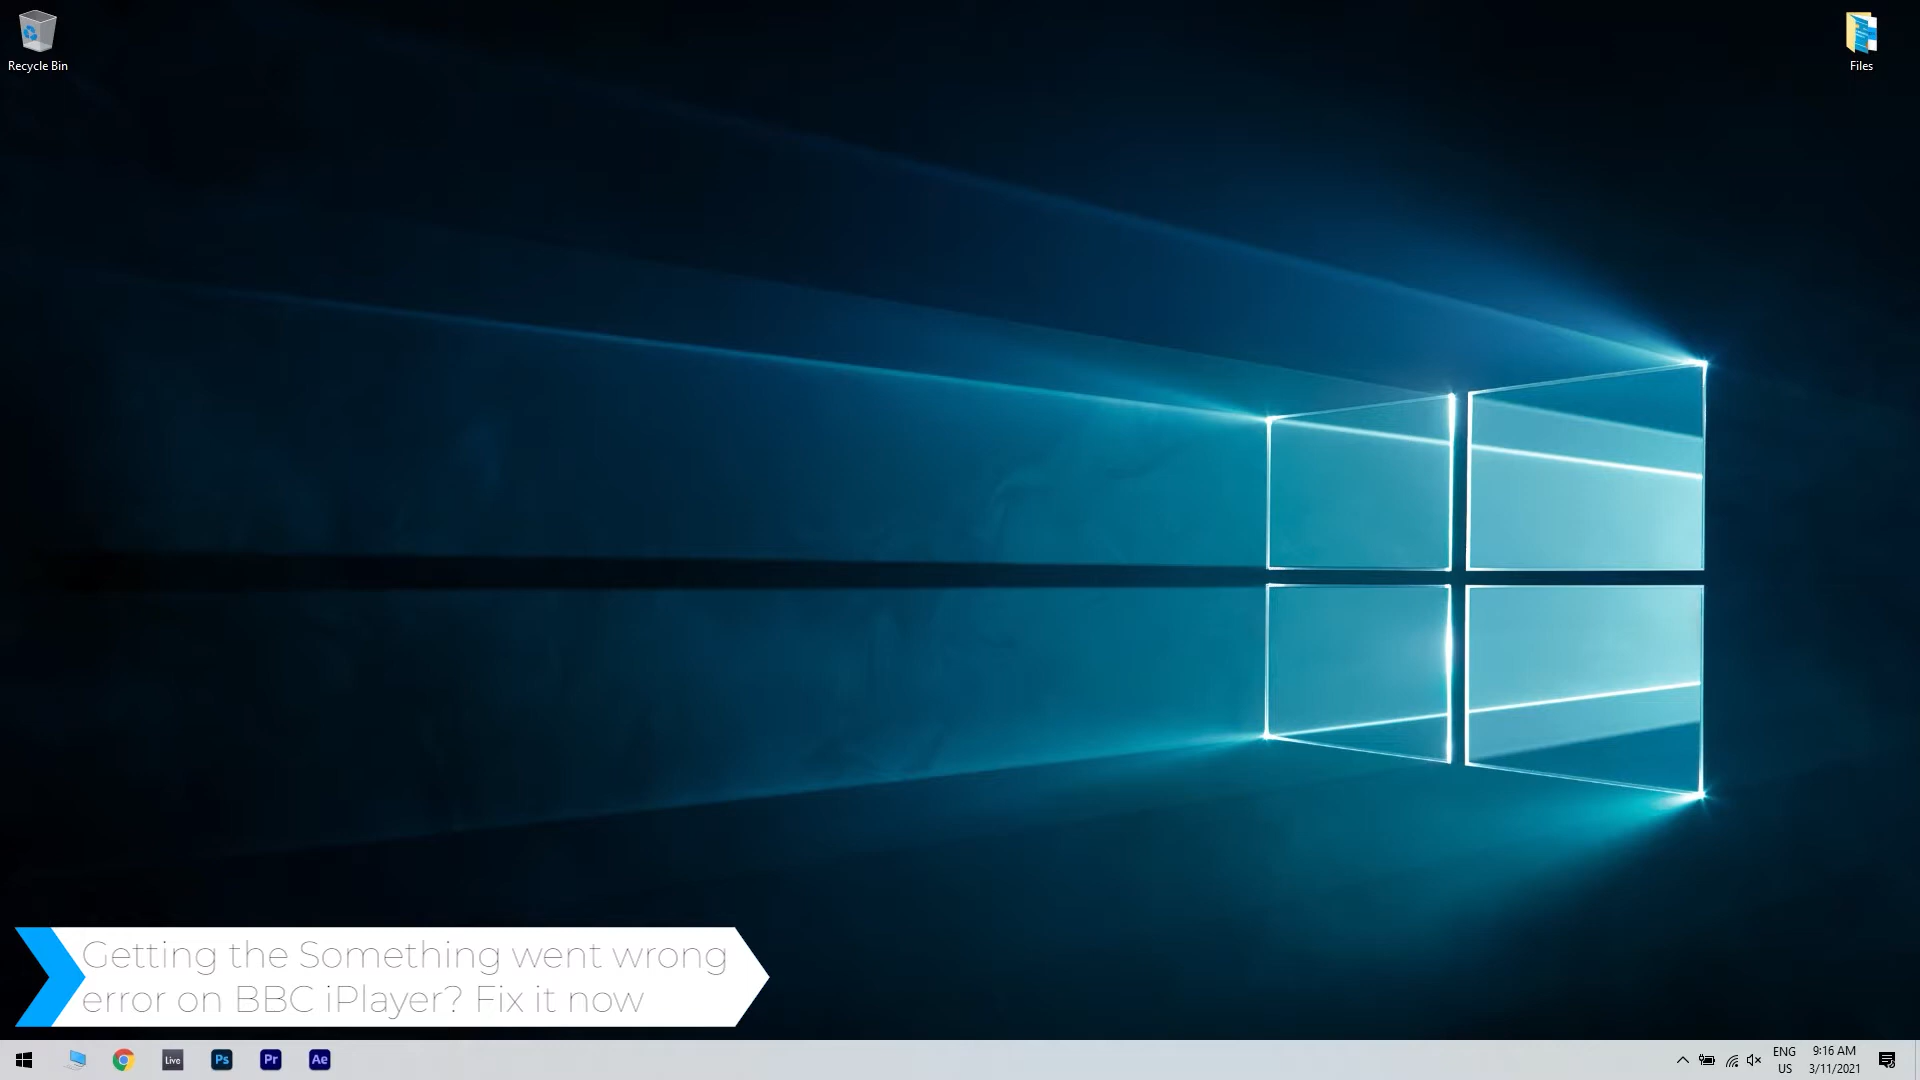 Recycle Bin
Files
Getting the Something went wrong
error on BBC iPlayer? Fix it now
Live
Ps
Pr
Ae
ENG
US
9:16 AM
3/11/2021